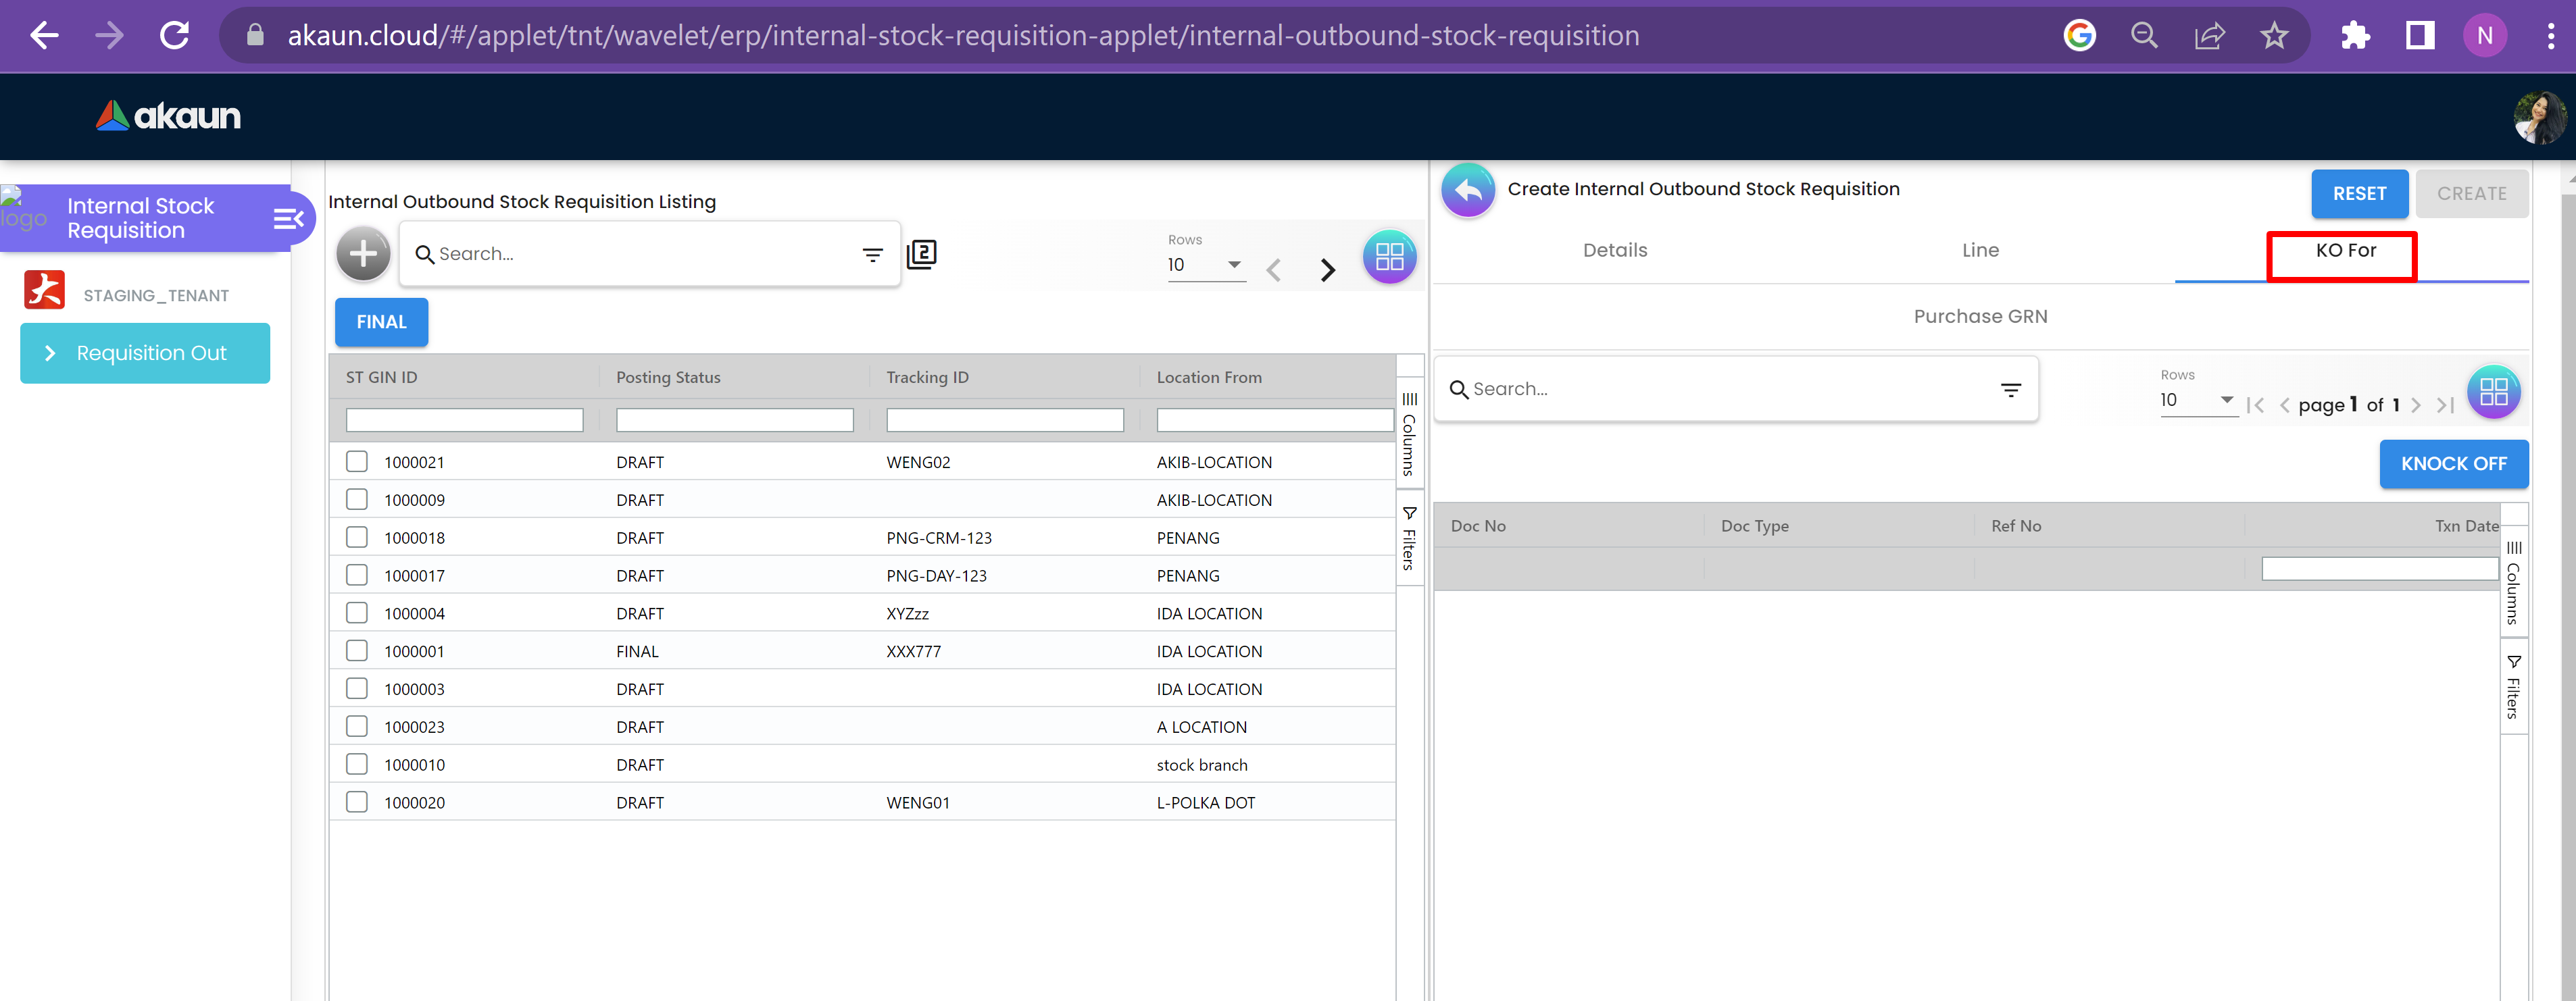 akaun.cloud/#/applet/tnt/wavelet/erp/internal-stock-requisition-applet/internal-outbound-stock-requisition
N
akaun
logo
Internal Stock Requisition
STAGING_TENANT
Requisition Out
Internal Outbound Stock Requisition Listing
Search...
2
Rows
10
FINAL
ST GIN ID Posting Status Tracking ID Location From
1000021 DRAFT WENG02 AKIB-LOCATION
1000009 DRAFT AKIB-LOCATION
1000018 DRAFT PNG-CRM-123 PENANG
1000017 DRAFT PNG-DAY-123 PENANG
1000004 DRAFT XYZzz IDA LOCATION
1000001 FINAL XXX777 IDA LOCATION
1000003 DRAFT IDA LOCATION
1000023 DRAFT A LOCATION
1000010 DRAFT stock branch
1000020 DRAFT WENG01 L-POLKA DOT
Columns
Filters
Create Internal Outbound Stock Requisition
RESET
CREATE
Details Line KO For
Purchase GRN
Search...
Rows
10
page 1 of 1
KNOCK OFF
Doc No Doc Type Ref No Txn Date
Columns
Filters